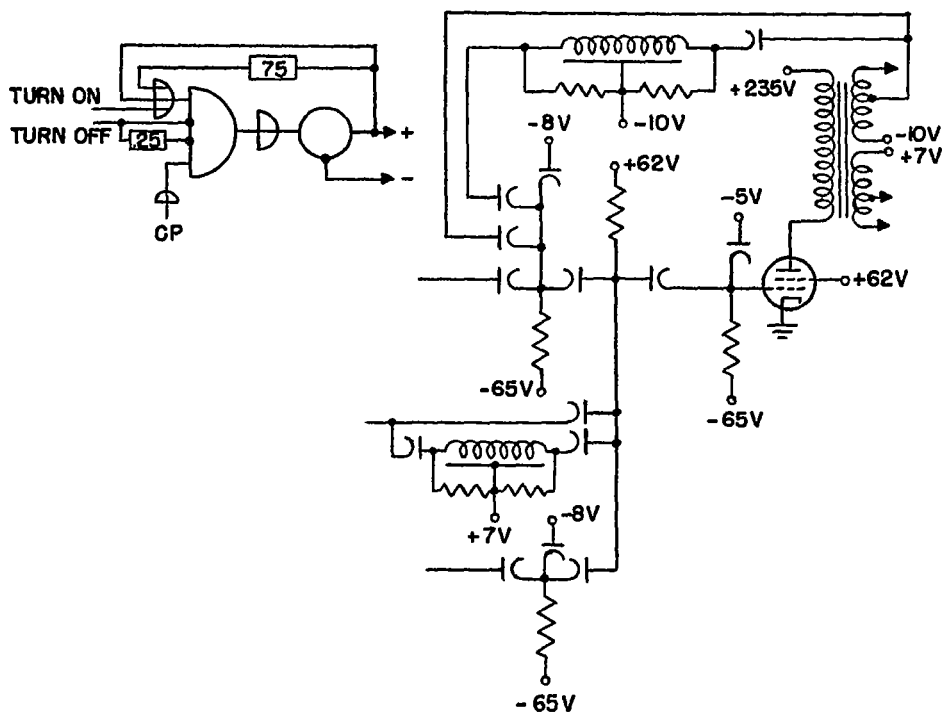 .75
TURN ON
TURN OFF
.25
CP
+
-
-10V
-8V
+62V
+235V
-10V
+7V
-5V
+62V
-65V
-65V
+7V
-8V
-65V